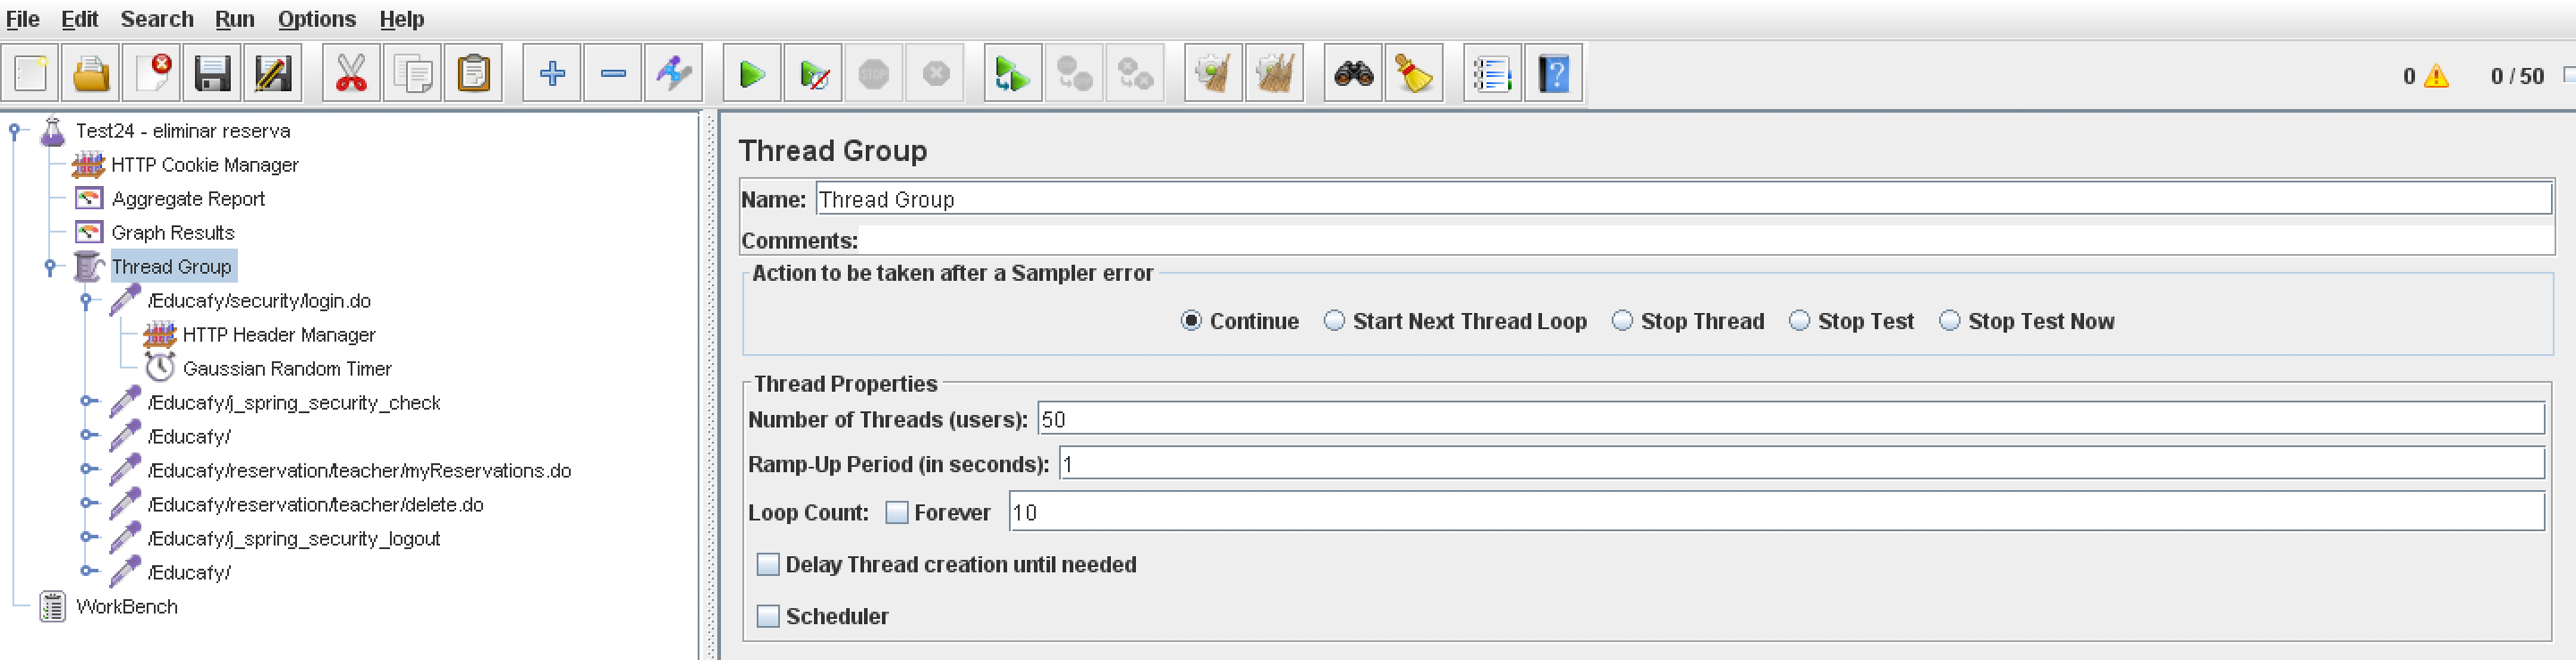 File Edit Search Run Options Help
STOP
0 0 / 50
Test24 - eliminar reserva
HTTP Cookie Manager
Aggregate Report
Graph Results
Thread Group
/Educafy/security/login.do
HTTP Header Manager
Gaussian Random Timer
/Educafy/j_spring_security_check
/Educafy/
/Educafy/reservation/teacher/myReservations.do
/Educafy/reservation/teacher/delete.do
/Educafy/j_spring_security_logout
/Educafy/
WorkBench
Thread Group
Name: Thread Group
Comments:
Action to be taken after a Sampler error
Continue Start Next Thread Loop Stop Thread Stop Test Stop Test Now
Thread Properties
Number of Threads (users): 50
Ramp-Up Period (in seconds): 1
Loop Count: Forever 10
Delay Thread creation until needed
Scheduler